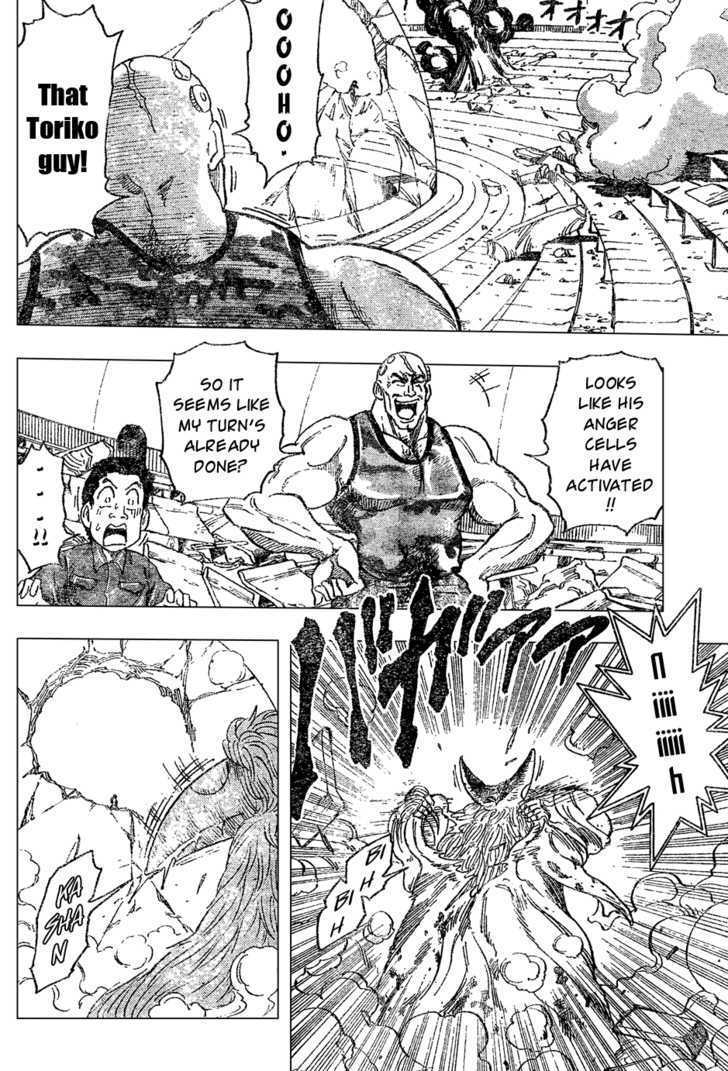 オオオオ
OOOOHO.
That
Toriko
guy!
LOOKS
LIKE HIS
ANGER
CELLS
HAVE
ACTIVATED
!!
SO IT
SEEMS LIKE
MY TURN'S
ALREADY
DONE?
...!!
BI
H
BI
H
KA
SHA
N